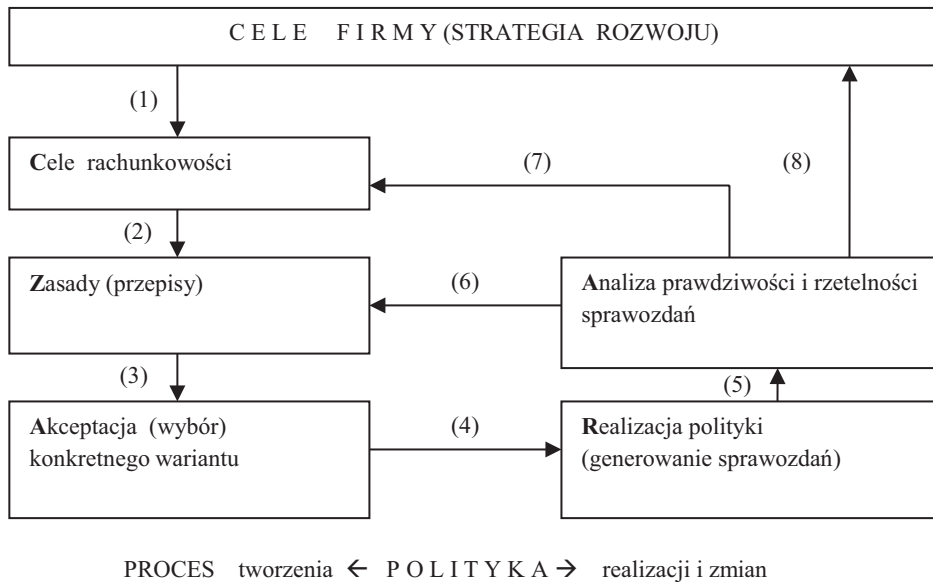 C E L E F I R M Y (STRATEGIA ROZWOJU)
(1)
Cele rachunkowości
(7)
(8)
(2)
Zasady (przepisy)
(6)
Analiza prawdziwości i rzetelności
sprawozdań
(3)
(5)
Akceptacja (wybór)
konkretnego wariantu
(4)
Realizacja polityki
(generowanie sprawozdań)
PROCES tworzenia ← P O L I T Y K A → realizacji i zmian